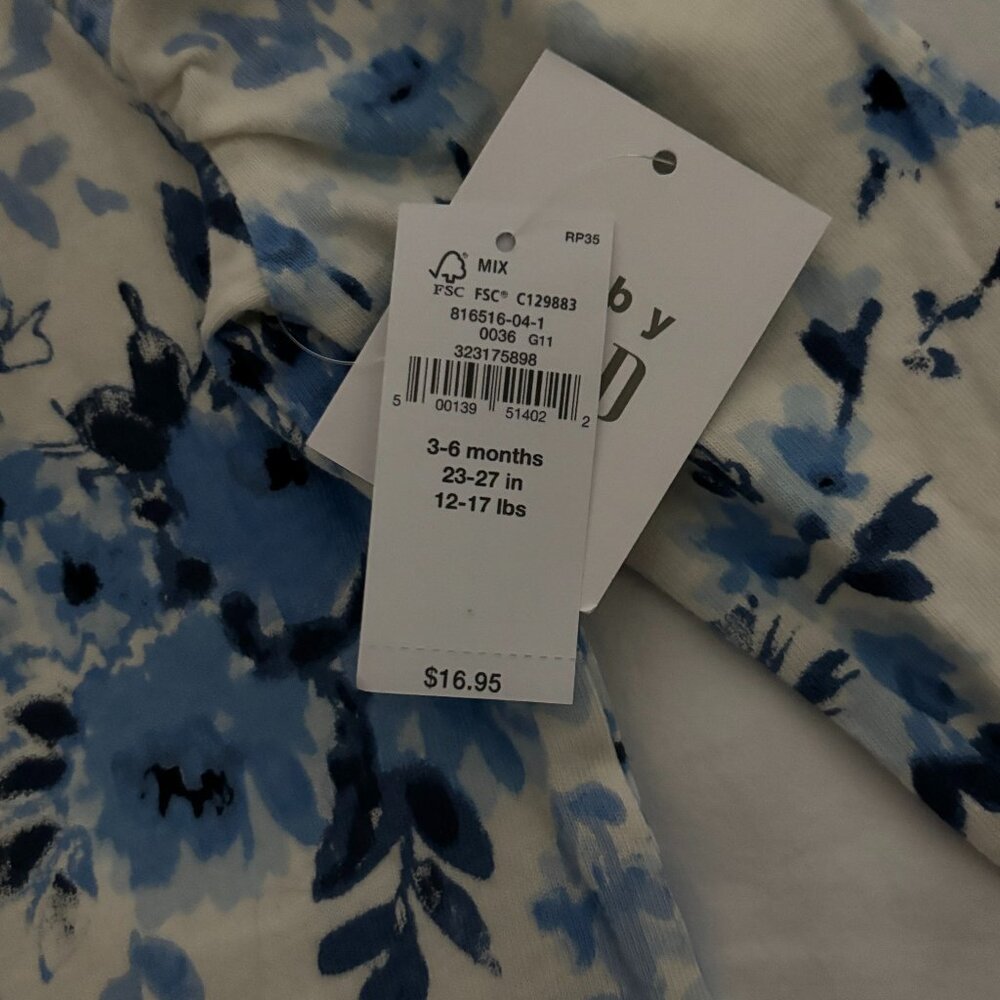 RP35
MIX
FSC FSC® C129883
816516-04-1
0036 G11
323175898
5 00139 51402 2
3-6 months
23-27 in
12-17 lbs
$16.95
by
D